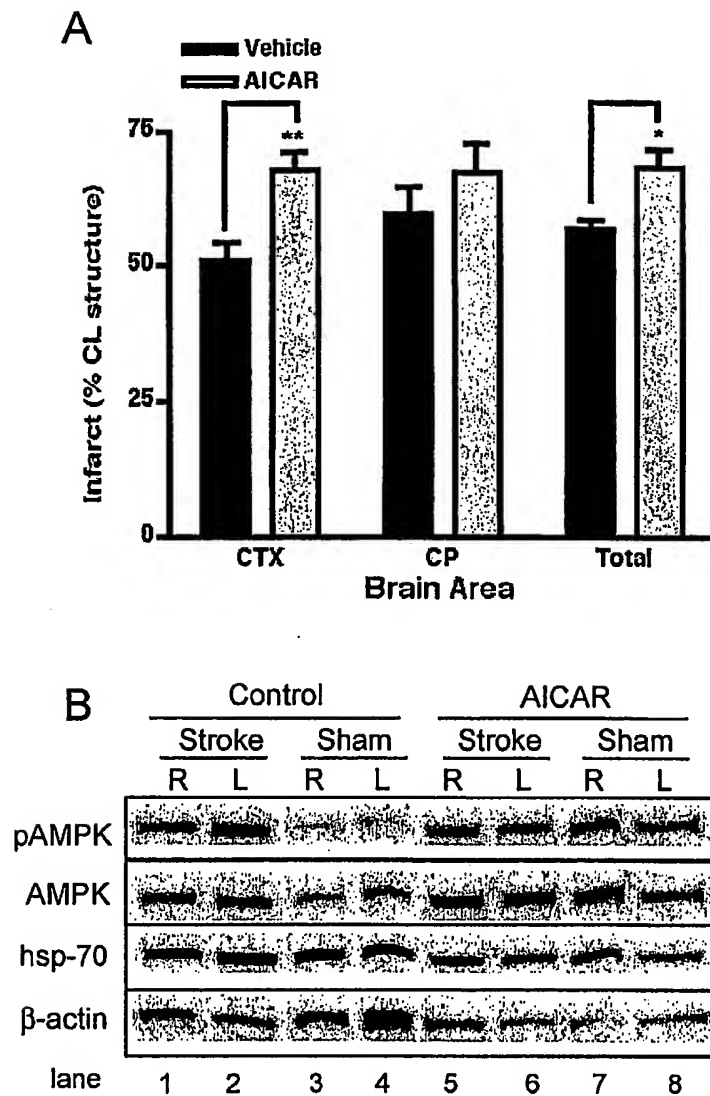 A
Vehicle
AICAR
75
50
25
0
Infarct (% CL structure)
**
*
CTX CP Total
Brain Area
B
Control AICAR
Stroke Sham Stroke Sham
R L R L R L R L
pAMPK
AMPK
hsp-70
β-actin
lane 1 2 3 4 5 6 7 8